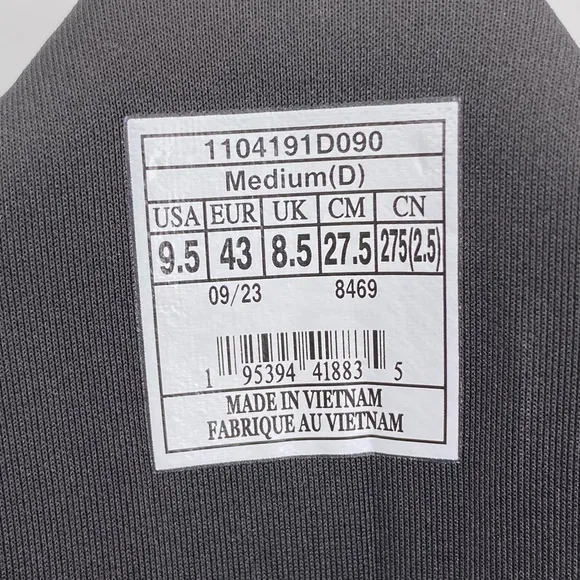 1104191D090
Medium(D)
USA EUR UK CM CN
9.5 43 8.5 27.5 275(2.5)
09/23 8469
1 95394 41883 5
MADE IN VIETNAM
FABRIQUE AU VIETNAM